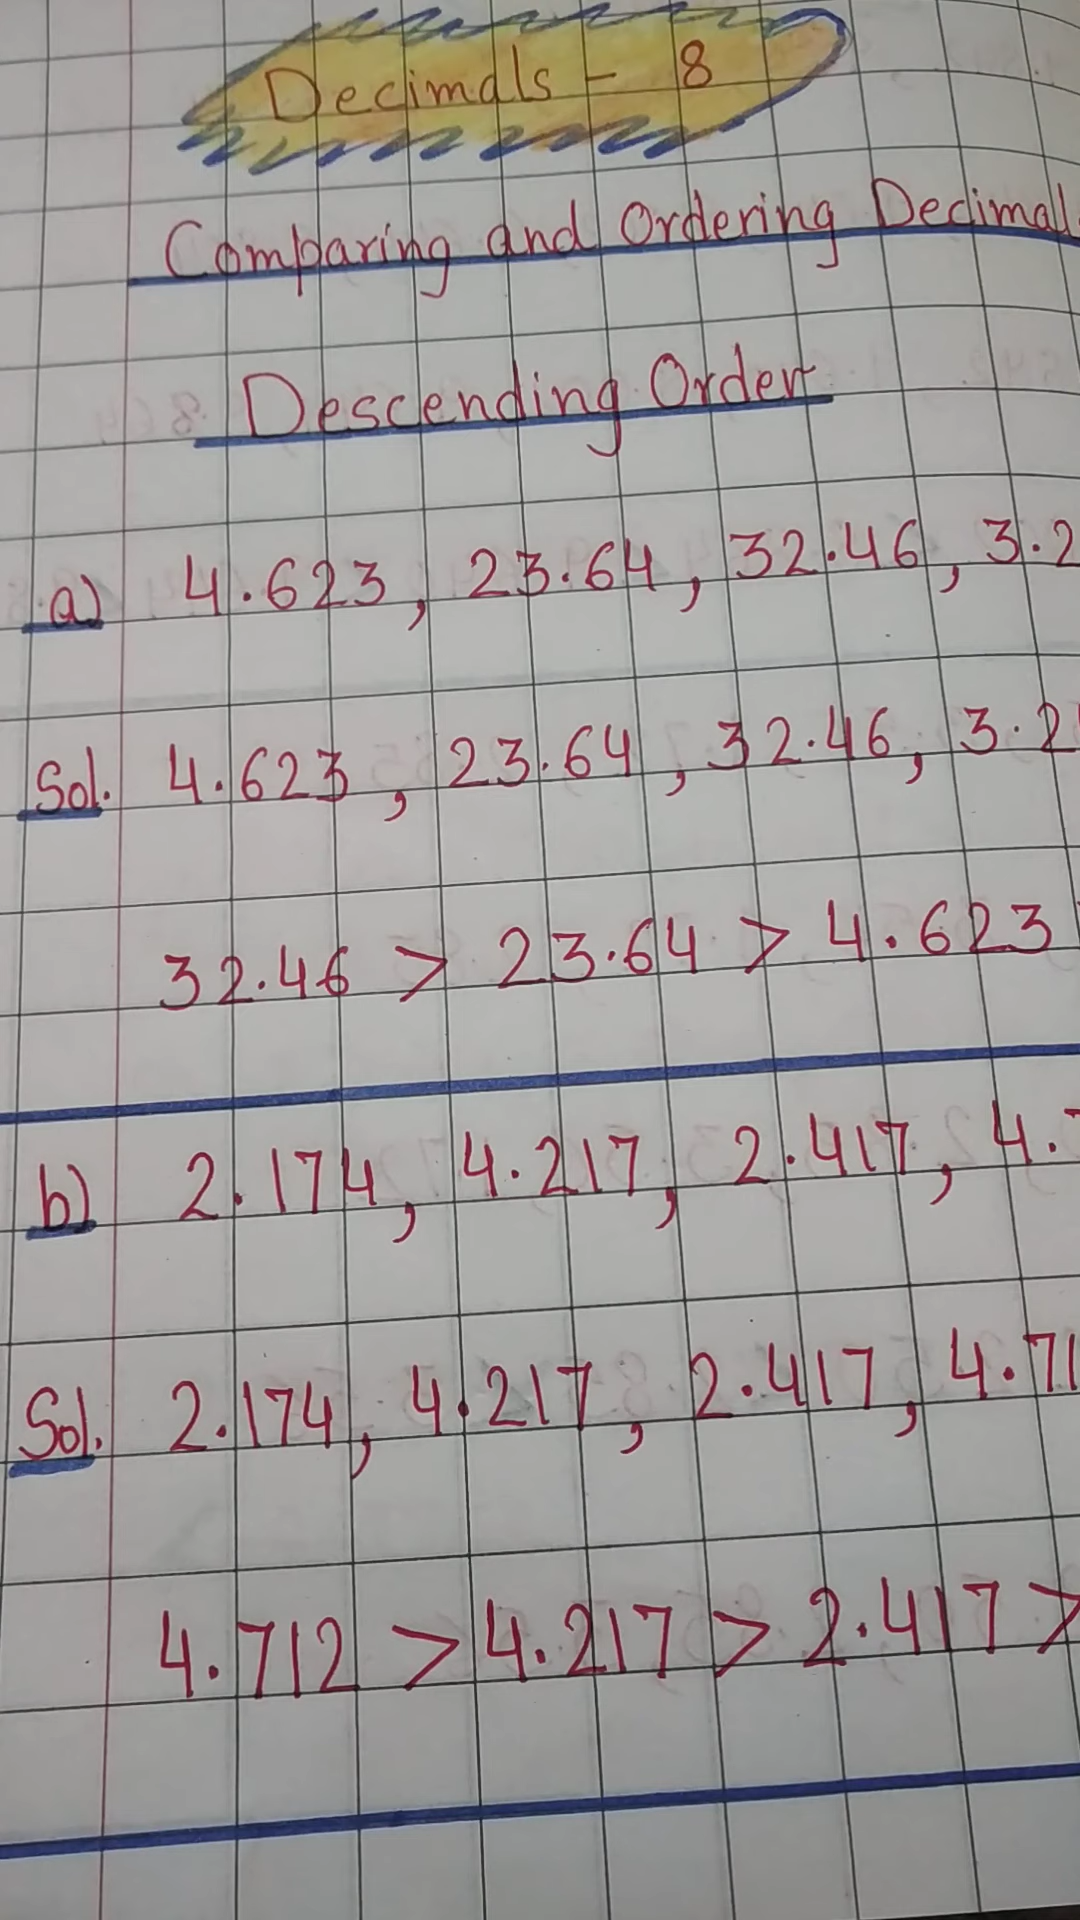 Decimals - 8
Comparing and Ordering Decimal
Descending Order
a) 4.623, 23.64, 32.46, 3.2
Sol. 4.623, 23.64, 32.46, 3.2
32.46 > 23.64 > 4.623
b) 2.174, 4.217, 2.417, 4.7
Sol. 2.174, 4.217, 2.417, 4.71
4.712 > 4.217 > 2.417 >